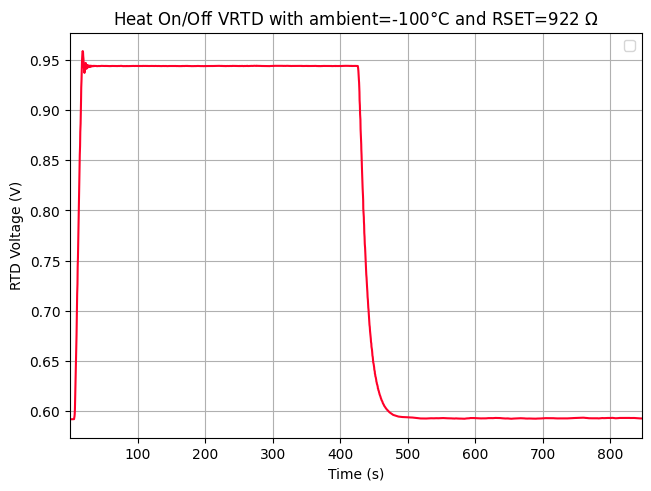 Heat On/Off VRTD with ambient=-100°C and RSET=922 Ω
RTD Voltage (V)
0.95
0.90
0.85
0.80
0.75
0.70
0.65
0.60
100 200 300 400 500 600 700 800
Time (s)